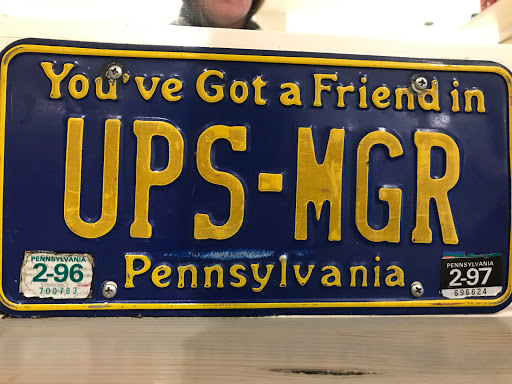 You've Got a Friend in
UPS-MGR
Pennsylvania
PENNSYLVANIA
2-96
700783
PENNSYLVANIA
2-97
696624